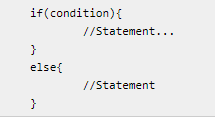 if(condition){
//Statement...
}
else{
//Statement
}